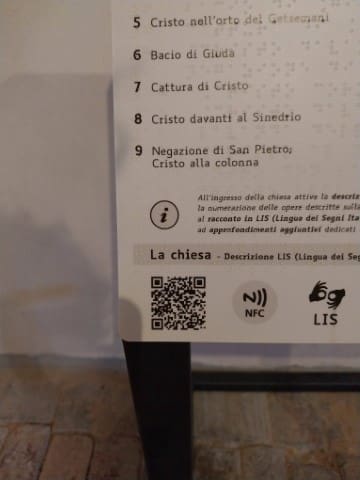 5 Cristo nell'orto del Getsemani
6 Bacio di Giuda
7 Cattura di Cristo
8 Cristo davanti al Sinedrio
9 Negazione di San Pietro;
Cristo alla colonna
i
All'ingresso della chiesa attiva la descriz
la numerazione delle opere descritte sulla
al racconto in LIS (Lingua dei Segni Ita
ad approfondimenti aggiuntivi dedicati
La chiesa - Descrizione LIS (Lingua dei Seg
NFC
LIS